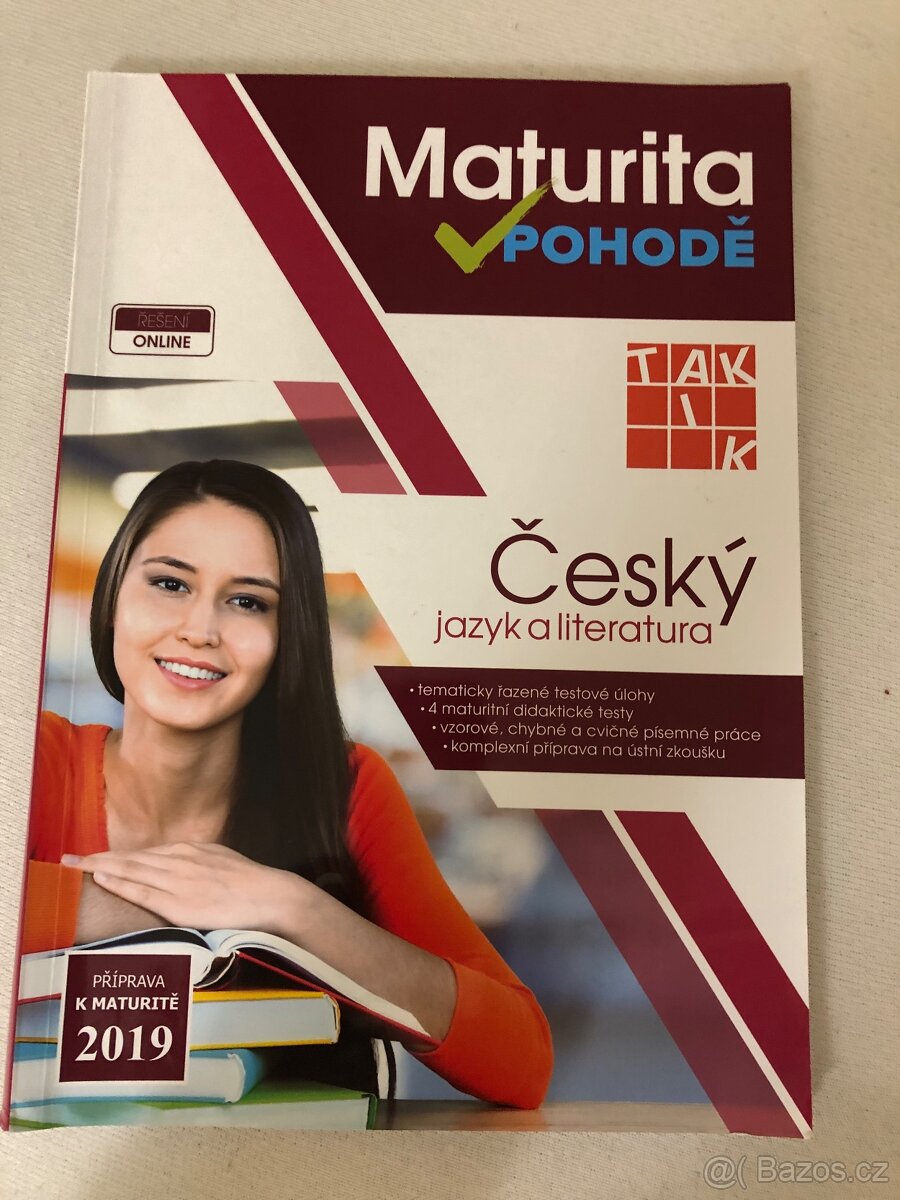 Maturita
POHODĚ
ŘEŠENÍ
ONLINE
TAK
I
K
Český
jazyk a literatura
• tematicky řazené testové úlohy
• 4 maturitní didaktické testy
• vzorové, chybné a cvičné písemné práce
• komplexní příprava na ústní zkoušku
PŘÍPRAVA
K MATURITĚ
2019
@( Bazos.cz